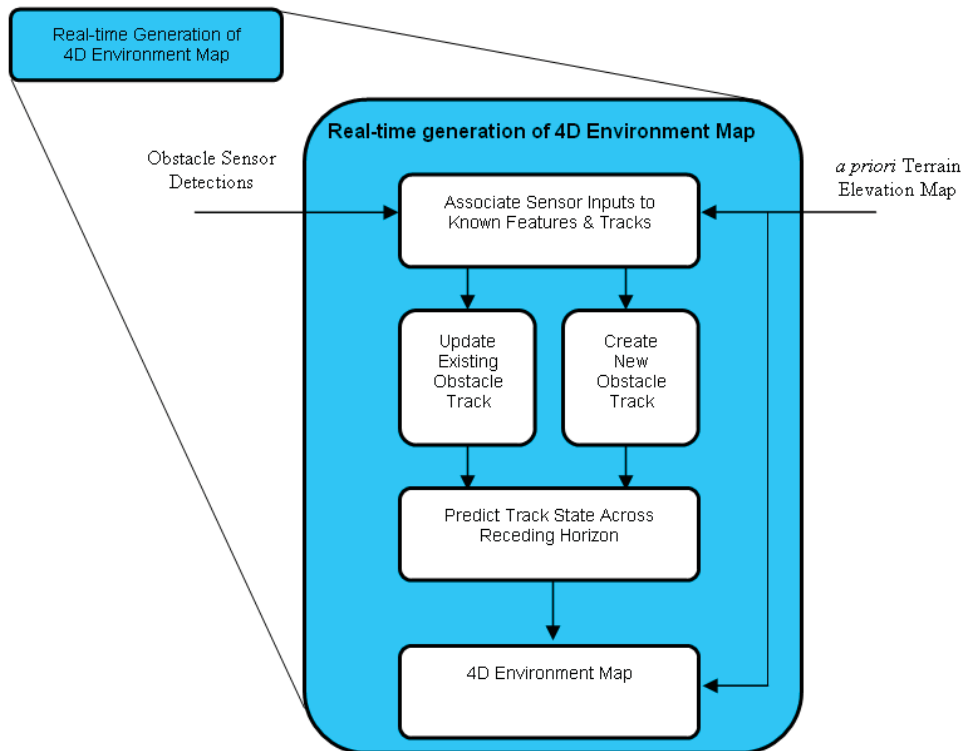 Real-time Generation of
4D Environment Map
Real-time generation of 4D Environment Map
Obstacle Sensor
Detections
a priori Terrain
Elevation Map
Associate Sensor Inputs to
Known Features & Tracks
Update
Existing
Obstacle
Track
Create
New
Obstacle
Track
Predict Track State Across
Receding Horizon
4D Environment Map